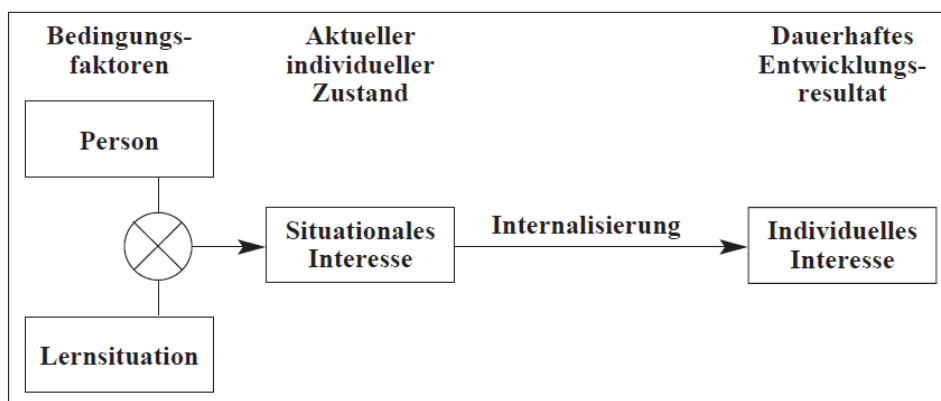 Bedingungs-
faktoren
Aktueller
individueller
Zustand
Dauerhaftes
Entwicklungs-
resultat
Person
Situationales
Interesse
Internalisierung
Individuelles
Interesse
Lernsituation